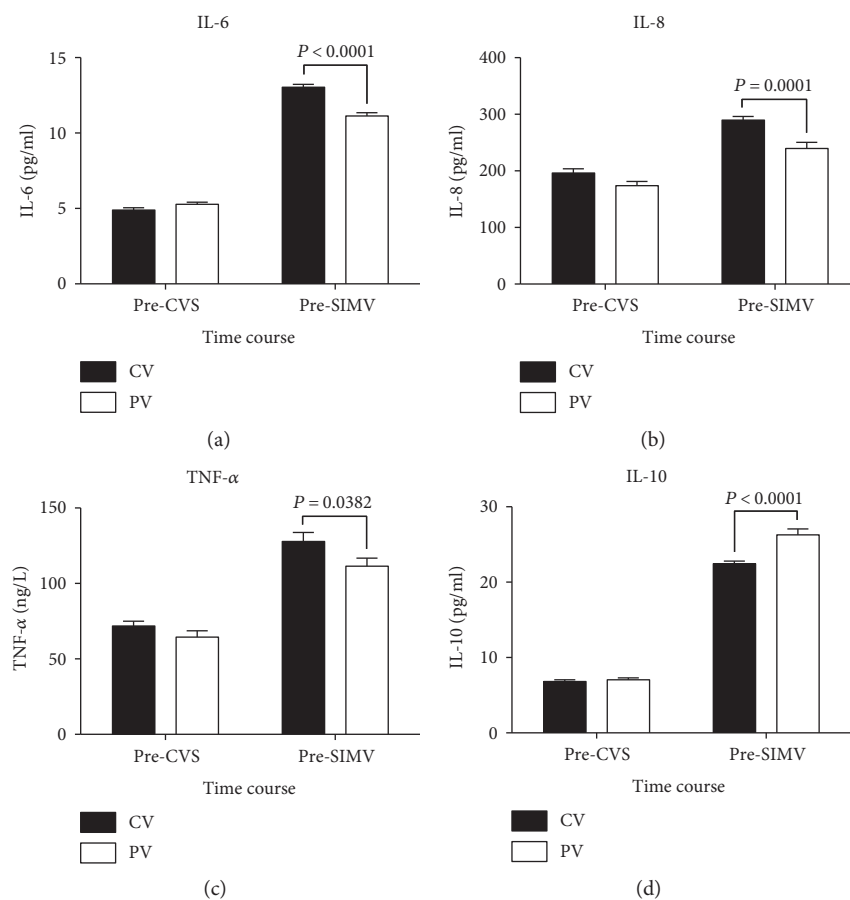 IL-6
P < 0.0001
15
10
5
0
IL-6 (pg/ml)
Pre-CVS
Pre-SIMV
Time course
CV
PV
(a)
IL-8
P = 0.0001
400
300
200
100
0
IL-8 (pg/ml)
Pre-CVS
Pre-SIMV
Time course
CV
PV
(b)
TNF-α
P = 0.0382
150
100
50
0
TNF-α (ng/L)
Pre-CVS
Pre-SIMV
Time course
CV
PV
(c)
IL-10
P < 0.0001
30
20
10
0
IL-10 (pg/ml)
Pre-CVS
Pre-SIMV
Time course
CV
PV
(d)